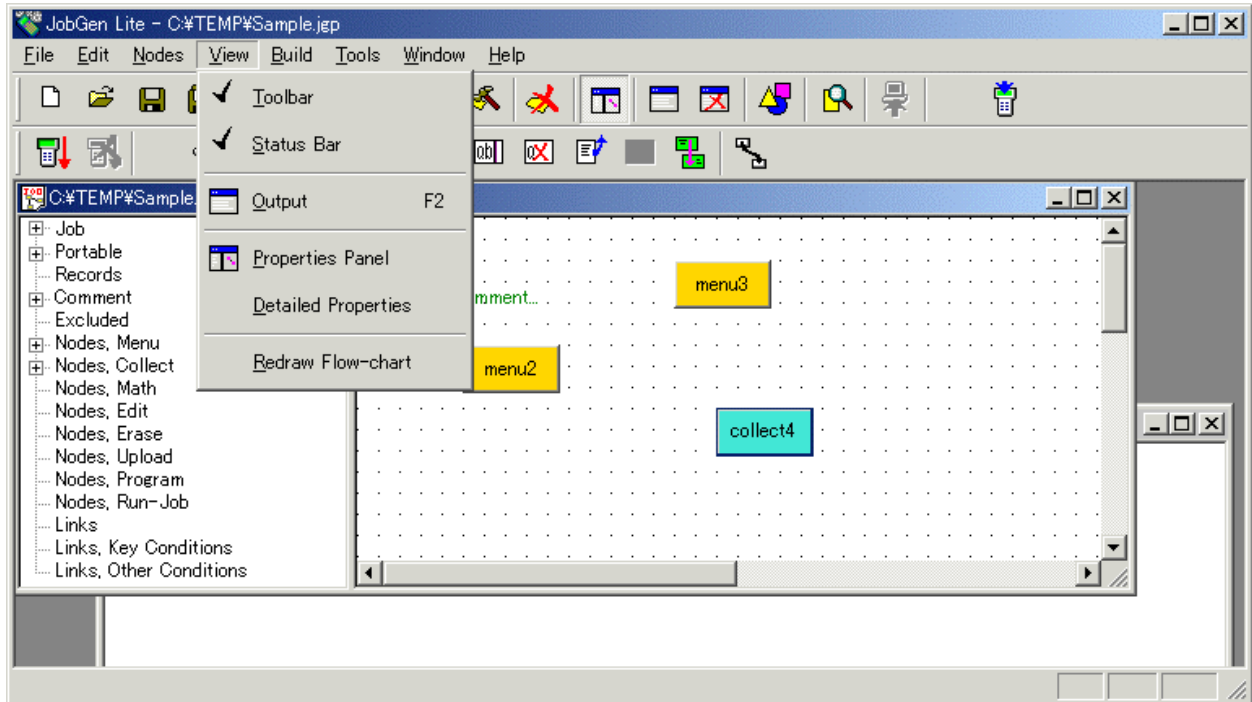 JobGen Lite - C:¥TEMP¥Sample.jgp
File Edit Nodes View Build Tools Window Help
Toolbar
Status Bar
Output F2
Properties Panel
Detailed Properties
Redraw Flow-chart
C:¥TEMP¥Sample.
Job
Portable
Records
Comment
Excluded
Nodes, Menu
Nodes, Collect
Nodes, Math
Nodes, Edit
Nodes, Erase
Nodes, Upload
Nodes, Program
Nodes, Run-Job
Links
Links, Key Conditions
Links, Other Conditions
mment...
menu3
menu2
collect4